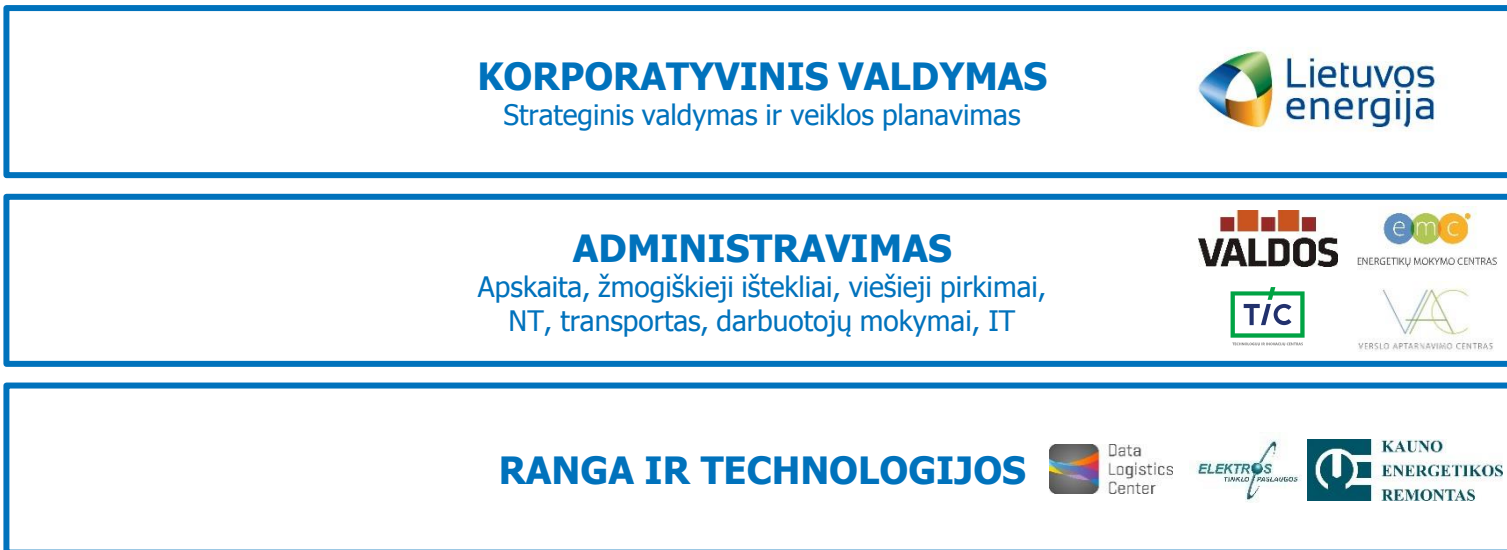 KORPORATYVINIS VALDYMAS
Strateginis valdymas ir veiklos planavimas
Lietuvos
energija
ADMINISTRAVIMAS
Apskaita, žmogiškieji ištekliai, viešieji pirkimai,
NT, transportas, darbuotojų mokymai, IT
VALDOS
emc
ENERGETIKŲ MOKYMO CENTRAS
T/C
VAC
VERSLO APTARNAVIMO CENTRAS
RANGA IR TECHNOLOGIJOS
Data
Logistics
Center
ELEKTROS
TINKLO PASLAUGOS
KAUNO
ENERGETIKOS
REMONTAS